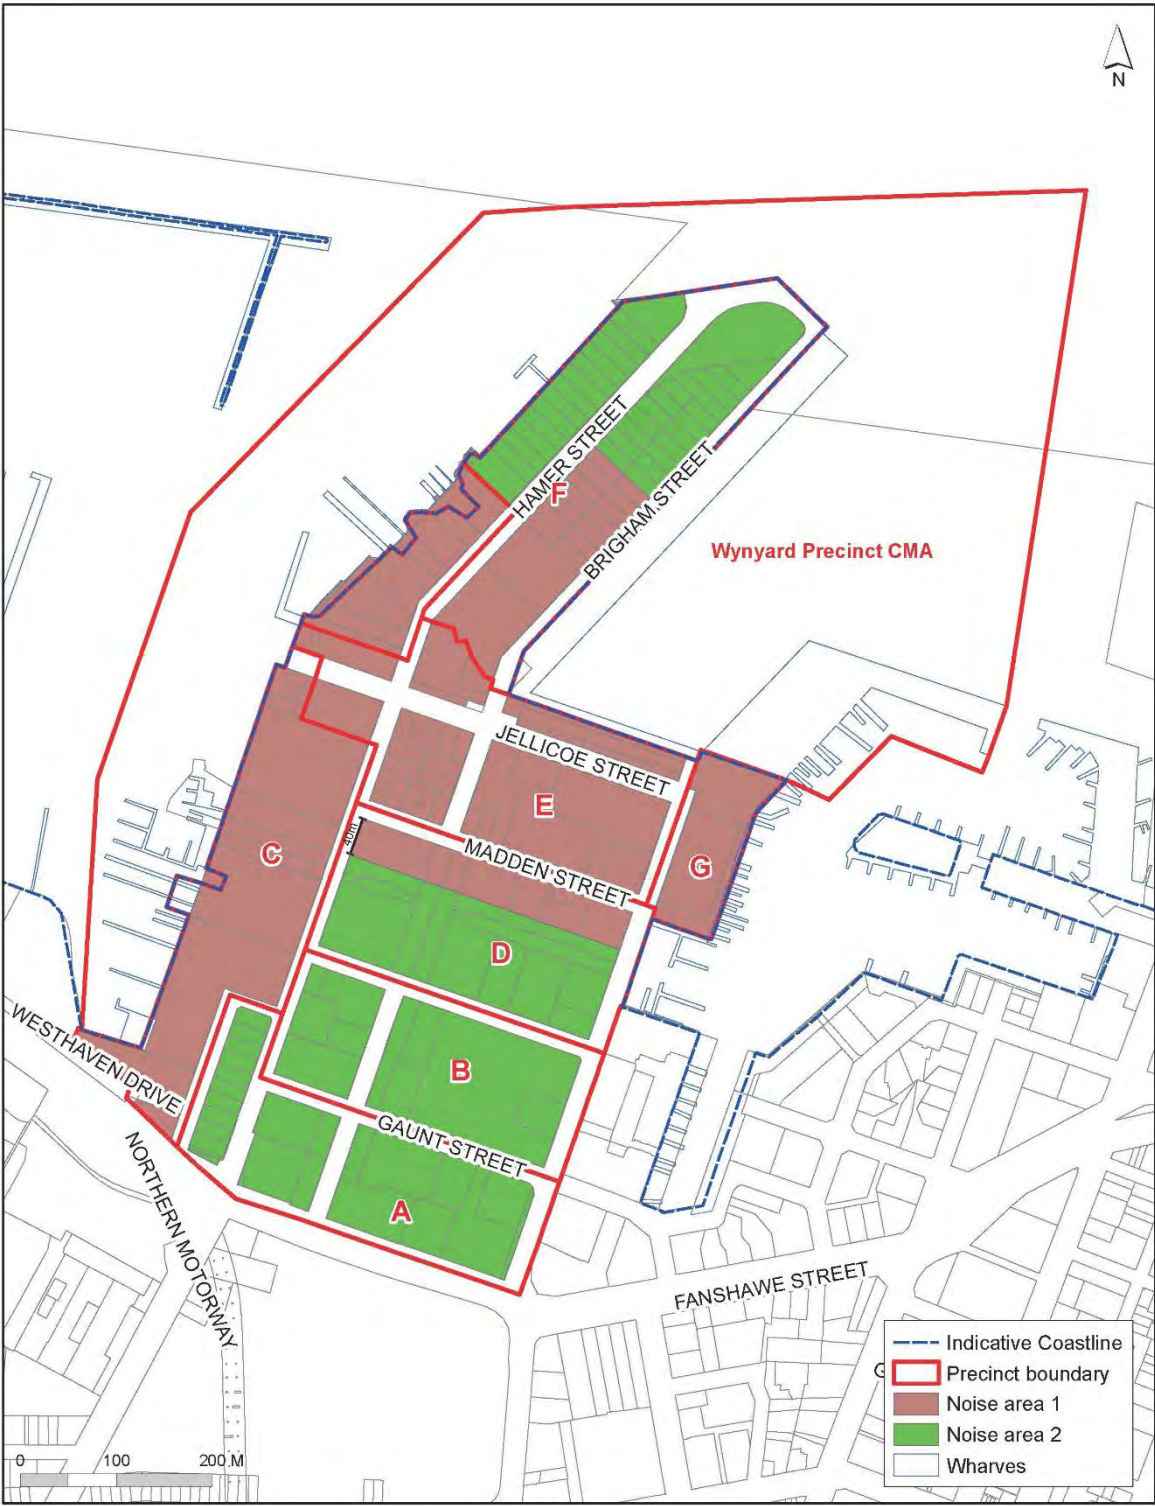 N
HAMER STREET
F
BRIGHAM STREET
Wynyard Precinct CMA
JELLICOE STREET
E
C
40m
MADDEN STREET
G
D
WESTHAVEN DRIVE
B
GAUNT STREET
NORTHERN MOTORWAY
A
FANSHAWE STREET
Indicative Coastline
Precinct boundary
Noise area 1
Noise area 2
Wharves
0 100 200 M